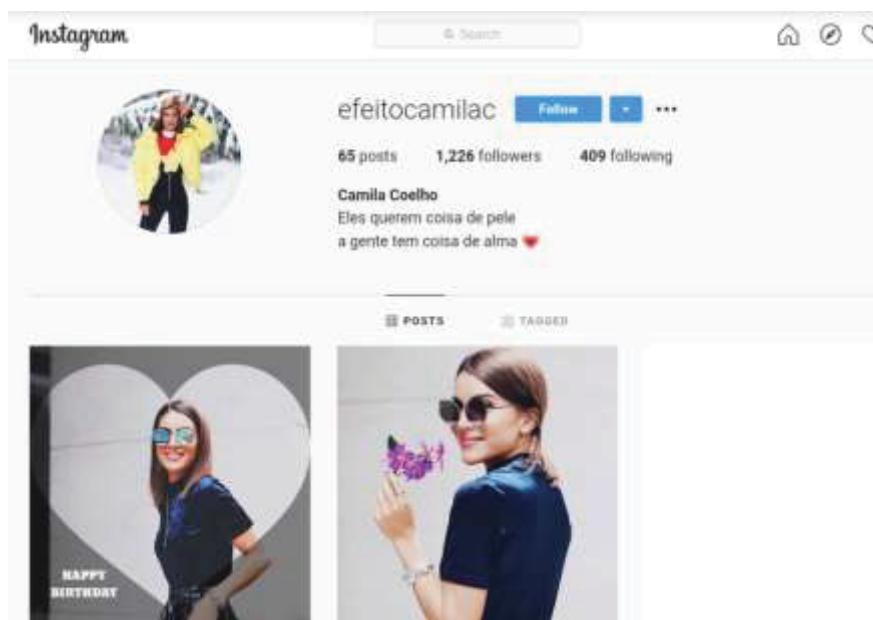 Instagram
Search
efeitocamilac Follow
65 posts 1,226 followers 409 following
Camila Coelho
Eles querem coisa de pele
a gente tem coisa de alma
POSTS TAGGED
HAPPY
BIRTHDAY